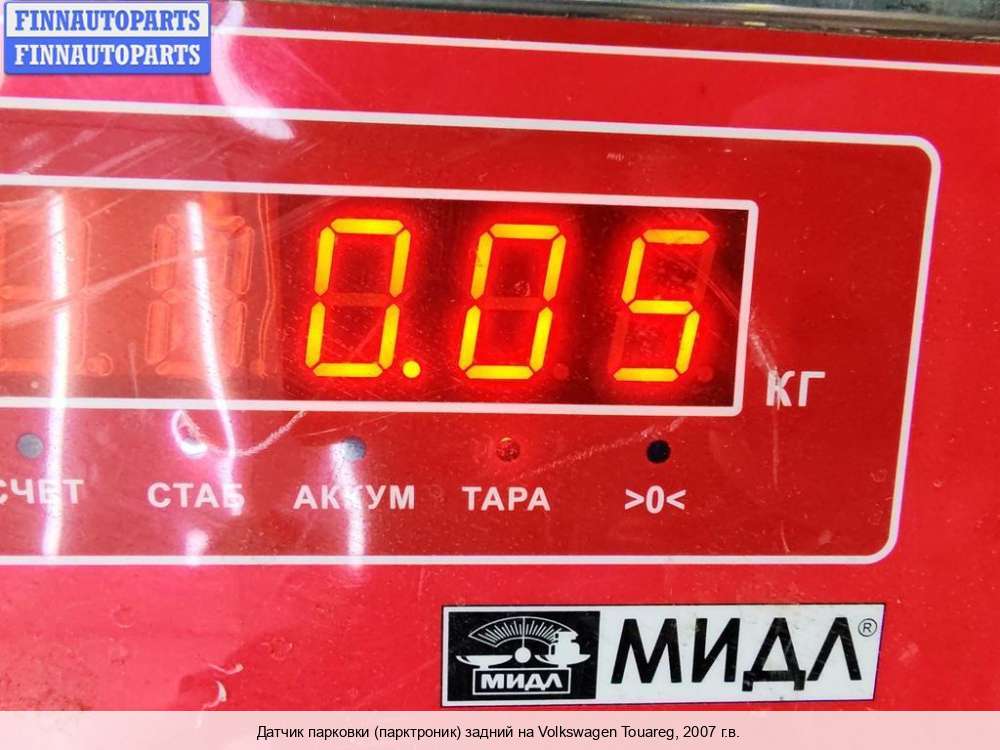 FINNAUTOPARTS
FINNAUTOPARTS
0.05
КГ
СЧЕТ СТАБ АККУМ ТАРА >0<
МИДЛ МИДЛ®
Датчик парковки (парктроник) задний на Volkswagen Touareg, 2007 г.в.